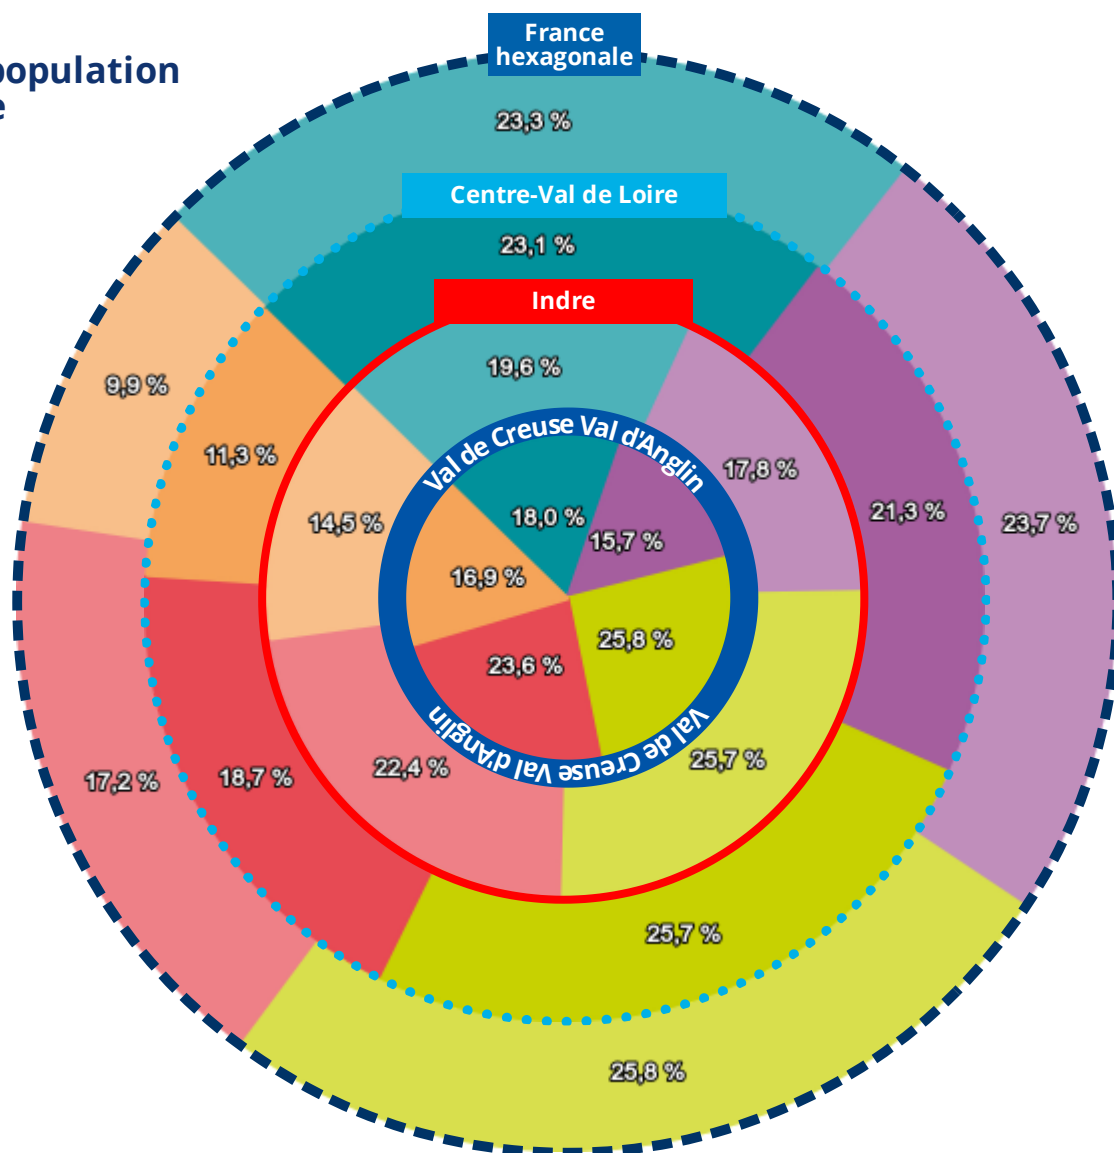 France
hexagonale
population
e
23,3 %
Centre-Val de Loire
23,1 %
Indre
19,6 %
9,9 %
11,3 %
14,5 %
17,8 %
21,3 %
23,7 %
Val de Creuse Val d'Anglin
18,0 %
15,7 %
16,9 %
25,8 %
23,6 %
Val de Creuse Val d'Anglin
17,2 %
18,7 %
22,4 %
25,7 %
25,7 %
25,8 %